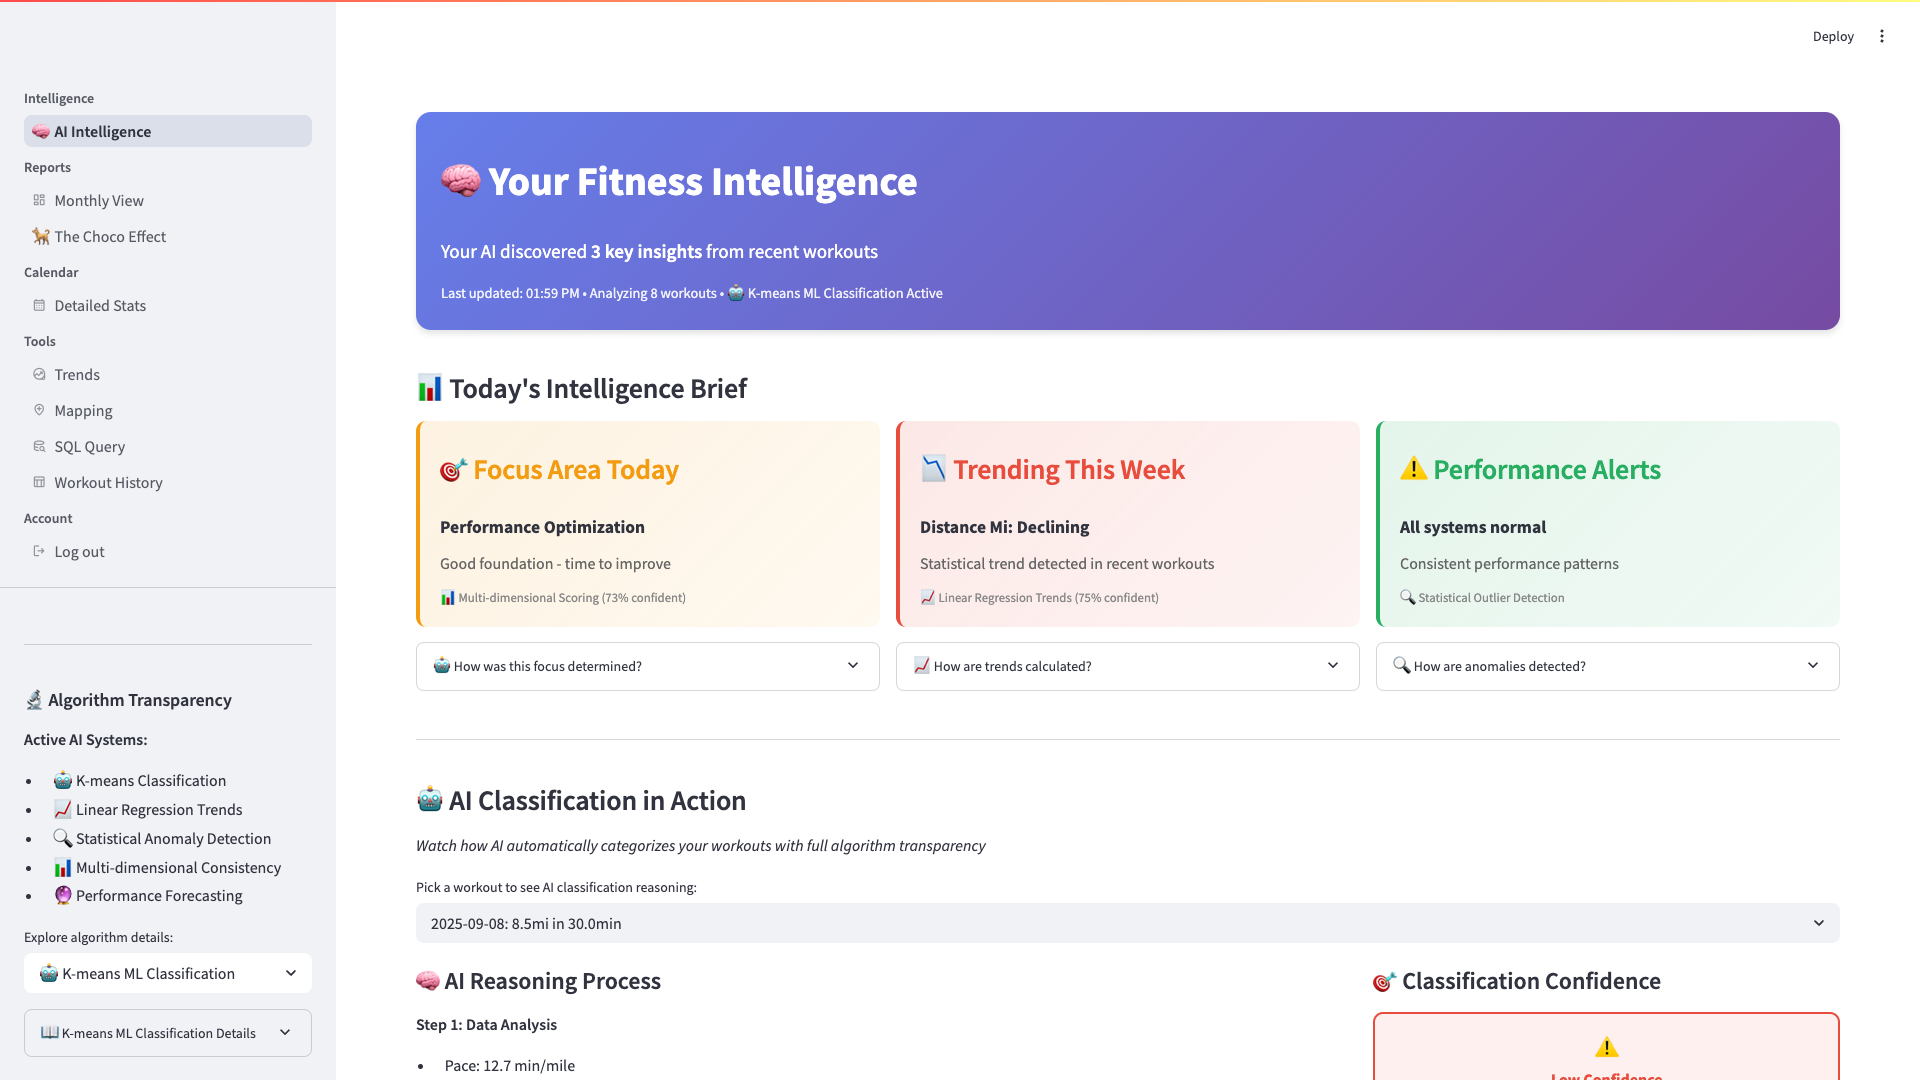 Deploy
Intelligence
AI Intelligence
Reports
Monthly View
The Choco Effect
Calendar
Detailed Stats
Tools
Trends
Mapping
SQL Query
Workout History
Account
Log out
Algorithm Transparency
Active AI Systems:
• K-means Classification
• Linear Regression Trends
• Statistical Anomaly Detection
• Multi-dimensional Consistency
• Performance Forecasting
Explore algorithm details:
K-means ML Classification
K-means ML Classification Details
Your Fitness Intelligence
Your AI discovered 3 key insights from recent workouts
Last updated: 01:59 PM • Analyzing 8 workouts • K-means ML Classification Active
Today's Intelligence Brief
Focus Area Today
Performance Optimization
Good foundation - time to improve
Multi-dimensional Scoring (73% confident)
How was this focus determined?
Trending This Week
Distance Mi: Declining
Statistical trend detected in recent workouts
Linear Regression Trends (75% confident)
How are trends calculated?
Performance Alerts
All systems normal
Consistent performance patterns
Statistical Outlier Detection
How are anomalies detected?
AI Classification in Action
Watch how AI automatically categorizes your workouts with full algorithm transparency
Pick a workout to see AI classification reasoning:
2025-09-08: 8.5mi in 30.0min
AI Reasoning Process
Step 1: Data Analysis
• Pace: 12.7 min/mile
Classification Confidence
Low Confidence